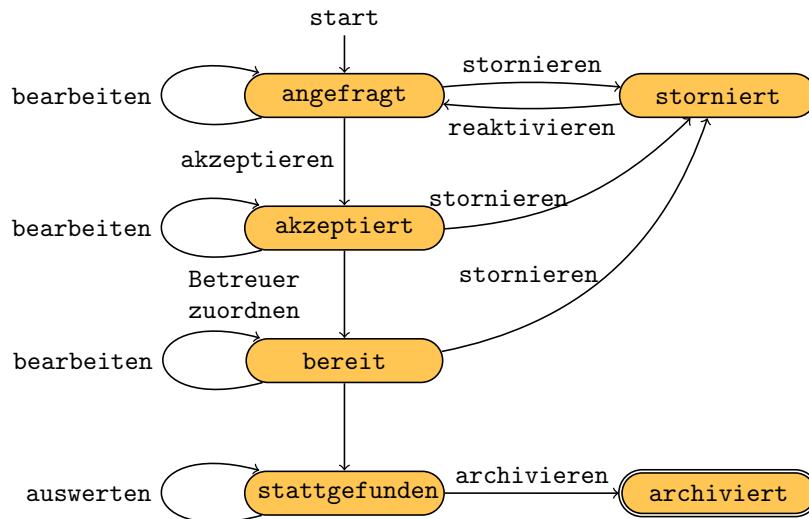 start
stornieren
bearbeiten
angefragt
storniert
reaktivieren
akzeptieren
stornieren
bearbeiten
akzeptiert
Betreuer
zuordnen
stornieren
bearbeiten
bereit
archivieren
auswerten
stattgefunden
archiviert